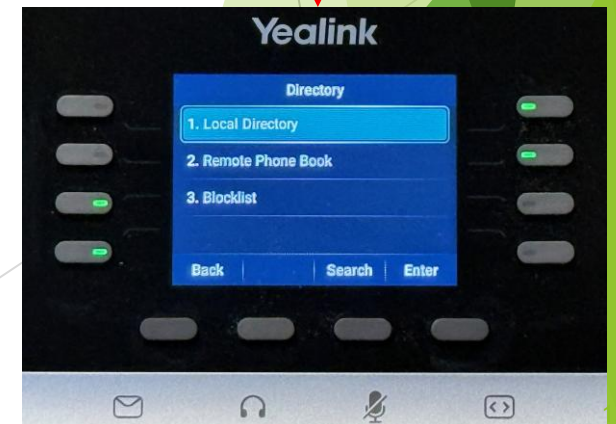 Yealink
Directory
1. Local Directory
2. Remote Phone Book
3. Blocklist
Back Search Enter